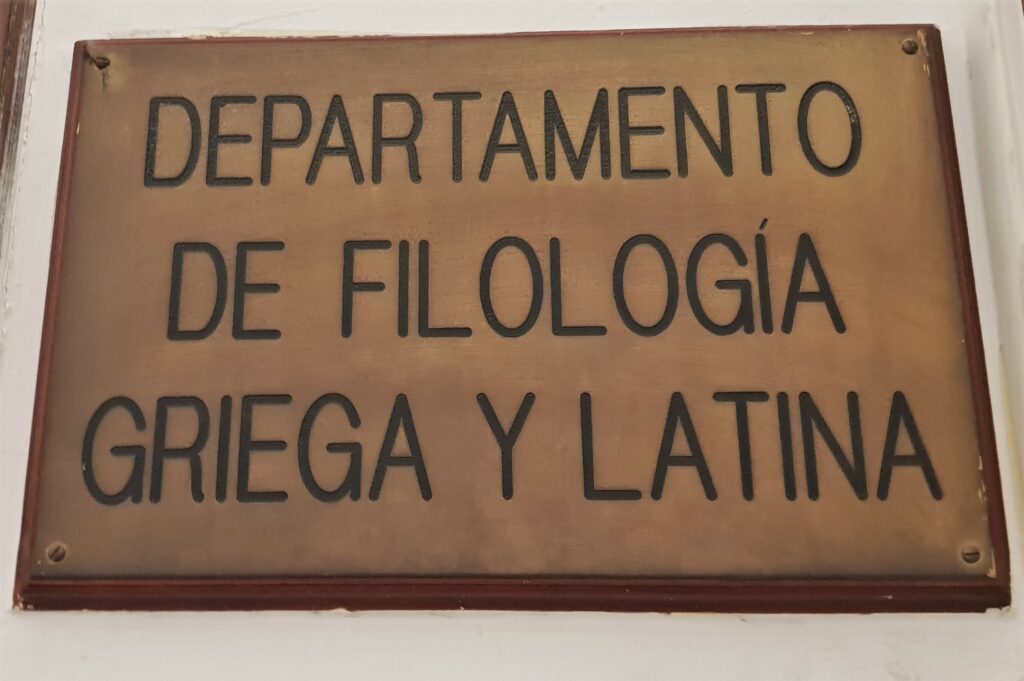 DEPARTAMENTO
DE FILOLOGÍA
GRIEGA Y LATINA